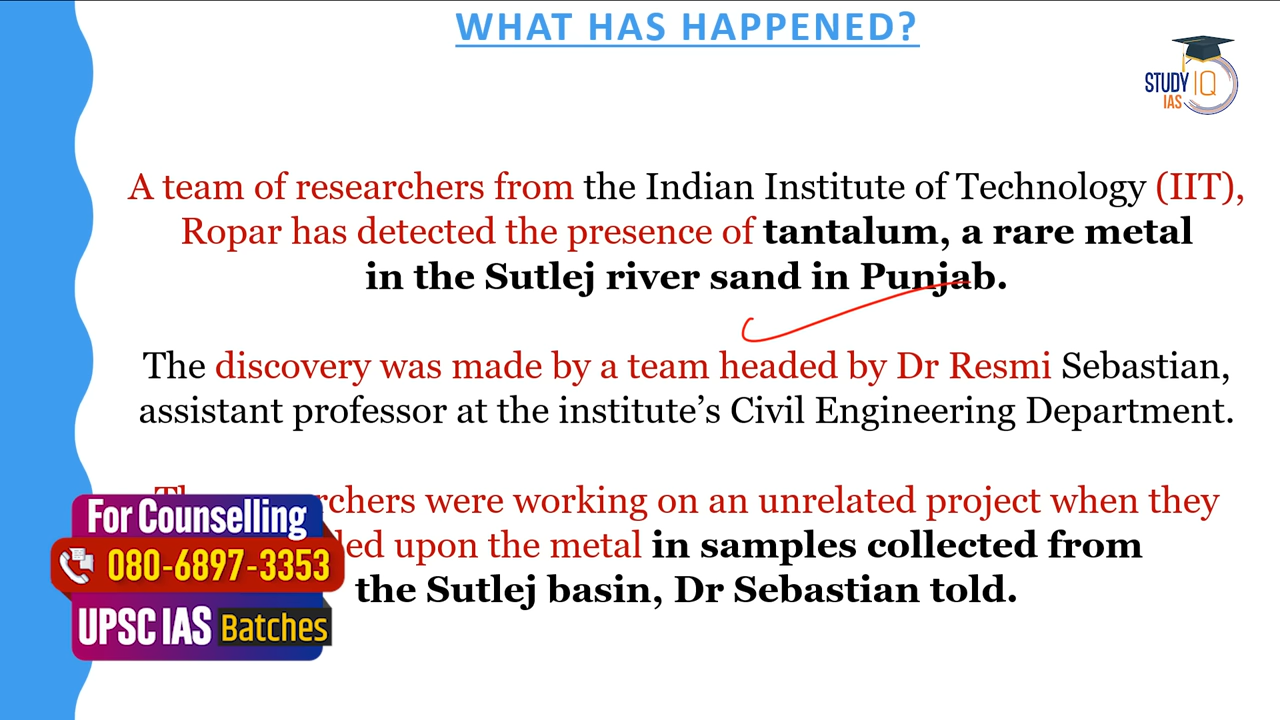 WHAT HAS HAPPENED?
STUDY IQ
IAS
A team of researchers from the Indian Institute of Technology (IIT),
Ropar has detected the presence of tantalum, a rare metal
in the Sutlej river sand in Punjab.
The discovery was made by a team headed by Dr Resmi Sebastian,
assistant professor at the institute’s Civil Engineering Department.
were working on an unrelated project when they
upon the metal in samples collected from
the Sutlej basin, Dr Sebastian told.
For Counselling
080-6897-3353
UPSC IAS Batches